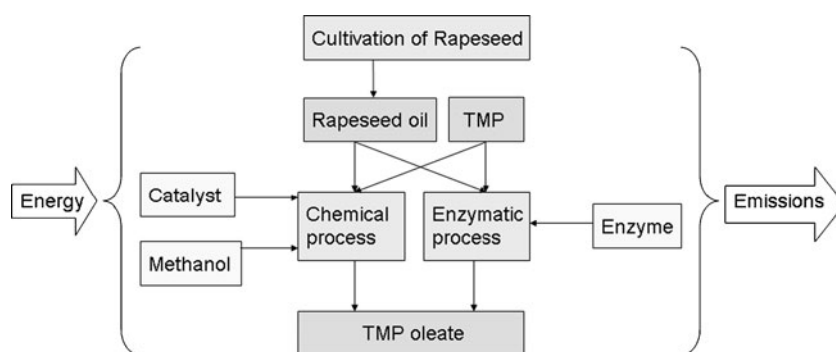 Cultivation of Rapeseed
Rapeseed oil
TMP
Energy
Catalyst
Methanol
Chemical
process
Enzymatic
process
Enzyme
Emissions
TMP oleate